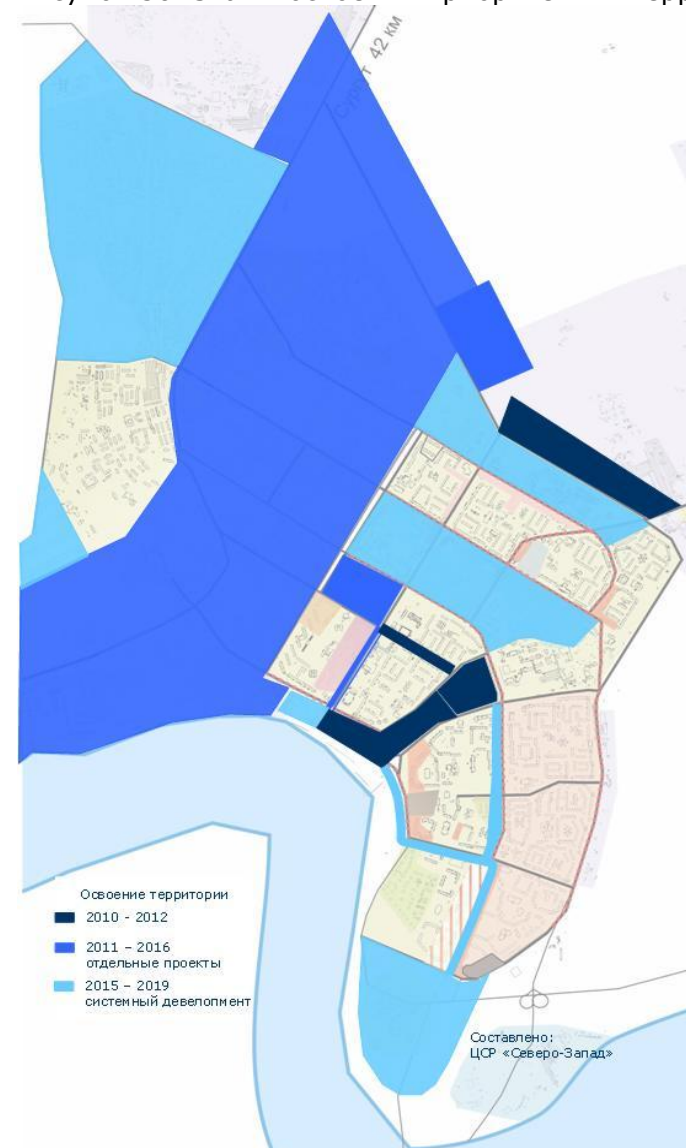 Сургут 42 км
Освоение территории
2010 - 2012
2011 – 2016
отдельные проекты
2015 – 2019
системный девелопмент
Составлено:
ЦСР «Северо-Запад»